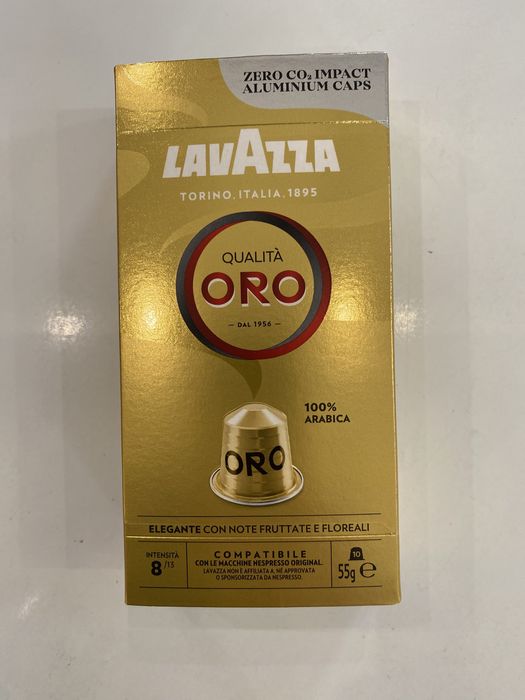 ZERO CO₂ IMPACT
ALUMINIUM CAPS
LAVAZZA
TORINO, ITALIA, 1895
QUALITÀ
ORO
— DAL 1956 —
100%
ARABICA
ORO
ELEGANTE CON NOTE FRUTTATE E FLOREALI
INTENSITÀ
8/13
COMPATIBILE
CON LE MACCHINE NESPRESSO ORIGINAL.
LAVAZZA NON È AFFILIATA A, NÉ APPROVATA
O SPONSORIZZATA DA NESPRESSO.
10
55g ℮